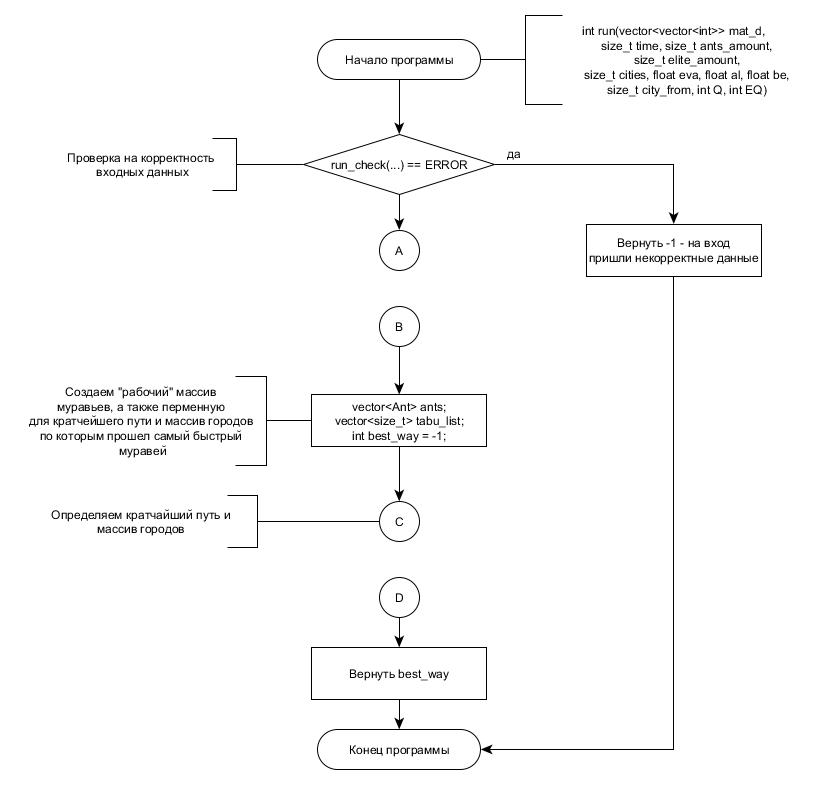 Начало программы
int run(vector<vector<int>> mat_d,
size_t time, size_t ants_amount,
size_t elite_amount,
size_t cities, float eva, float al, float be,
size_t city_from, int Q, int EQ)
Проверка на корректность
входных данных
run_check(...) == ERROR
да
A
Вернуть -1 - на вход
пришли некорректные данные
B
Создаем "рабочий" массив
муравьев, а также перменную
для кратчейшего пути и массив городов
по которым прошел самый быстрый
муравей
vector<Ant> ants;
vector<size_t> tabu_list;
int best_way = -1;
Определяем кратчайший путь и
массив городов
C
D
Вернуть best_way
Конец программы